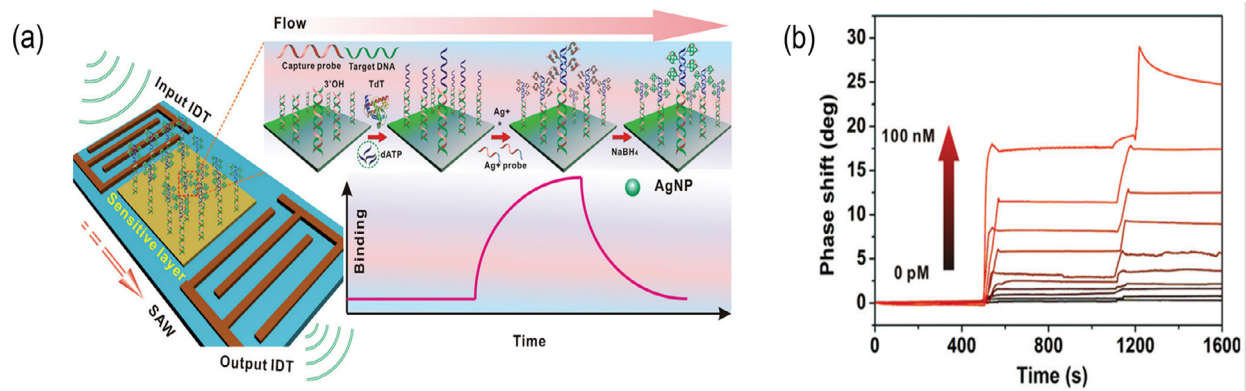 (a)
Flow
Capture probe Target DNA
3'OH TdT
dATP
Ag+
*
Ag+ probe
NaBH₄
AgNP
Input IDT
Sensitive layer
SAW
Output IDT
Binding
Time
(b)
Phase shift (deg)
30
25
20
15
10
5
0
100 nM
0 pM
0 400 800 1200 1600
Time (s)